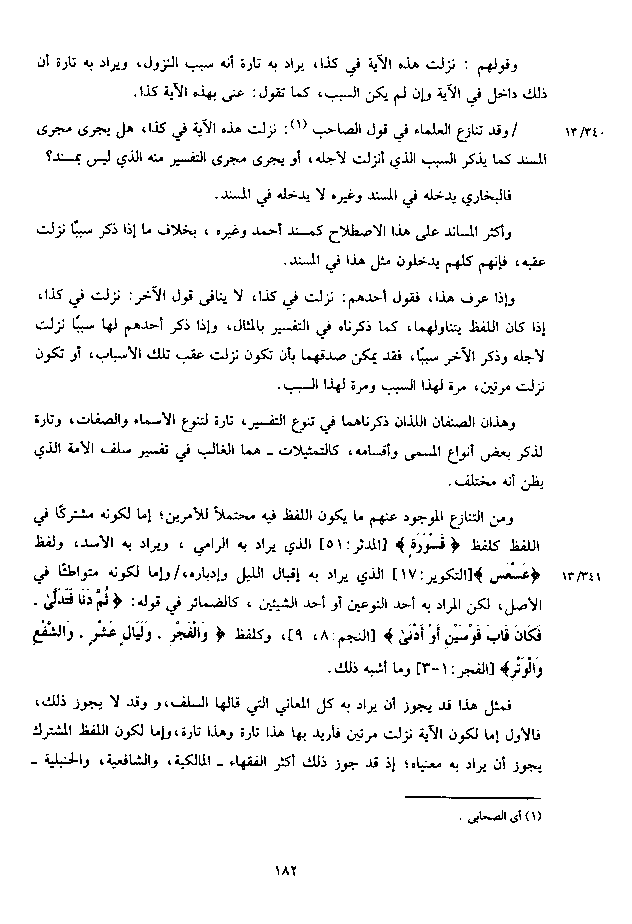 وقولهم : نزلت هذه الآية في كذا، يراد به تارة أنه سبب النزول، ويراد به تارة أن
ذلك داخل في الآية وإن لم يكن السبب، كما تقول: عنى بهذه الآية كذا.
١٣/٣٤٠ / وقد تنازع العلماء في قول الصاحب (١): نزلت هذه الآية في كذا، هل يجرى مجرى
المسند كما يذكر السبب الذي أنزلت لأجله، أو يجرى مجرى التفسير منه الذي ليس بمسند؟
فالبخاري يدخله في المسند وغيره لا يدخله في المسند.
وأكثر المساند على هذا الاصطلاح كمسند أحمد وغيره ، بخلاف ما إذا ذكر سببًا نزلت
عقبه، فإنهم كلهم يدخلون مثل هذا في المسند.
وإذا عرف هذا، فقول أحدهم: نزلت في كذا، لا ينافى قول الآخر: نزلت في كذا،
إذا كان اللفظ يتناولهما، كما ذكرناه في التفسير بالمثال، وإذا ذكر أحدهم لها سببًا نزلت
لأجله وذكر الآخر سببًا، فقد يمكن صدقهما بأن تكون نزلت عقب تلك الأسباب، أو تكون
نزلت مرتين، مرة لهذا السبب ومرة لهذا السبب.
وهذان الصنفان اللذان ذكرناهما في تنوع التفسير، تارة لتنوع الأسماء والصفات، وتارة
لذكر بعض أنواع المسمى وأقسامه، كالتمثيلات ـ هما الغالب في تفسير سلف الأمة الذي
يظن أنه مختلف.
ومن التنازع الموجود عنهم ما يكون اللفظ فيه محتملاً للأمرين؛ إما لكونه مشتركًا في
اللفظ كلفظ ﴿ قَسْوَرَةٍ ﴾ [المدثر:٥١] الذي يراد به الرامي ، ويراد به الأسد، ولفظ
١٣/٣٤١ ﴿عَسْعَسَ ﴾[التكوير:١٧] الذي يراد به إقبال الليل وإدباره،/وإما لكونه متواطئًا في
الأصل، لكن المراد به أحد النوعين أو أحد الشيئين ، كالضمائر في قوله: ﴿ ثُمَّ دَنَا فَتَدَلَّىٰ .
فَكَانَ قَابَ قَوْسَيْنِ أَوْ أَدْنَىٰ ﴾ [النجم:٨، ٩]، وكلفظ ﴿ وَالْفَجْرِ . وَلَيَالٍ عَشْرٍ . وَالشَّفْعِ
وَالْوَتْرِ﴾ [الفجر:١-٣] وما أشبه ذلك.
فمثل هذا قد يجوز أن يراد به كل المعاني التي قالها السلف، و وقد لا يجوز ذلك،
فالأول إما لكون الآية نزلت مرتين فأريد بها هذا تارة وهذا تارة،وإما لكون اللفظ المشترك
يجوز أن يراد به معنياه؛ إذ قد جوز ذلك أكثر الفقهاء ـ المالكية، والشافعية، والحنبلية ـ
(١) أى الصحابى .
١٨٢